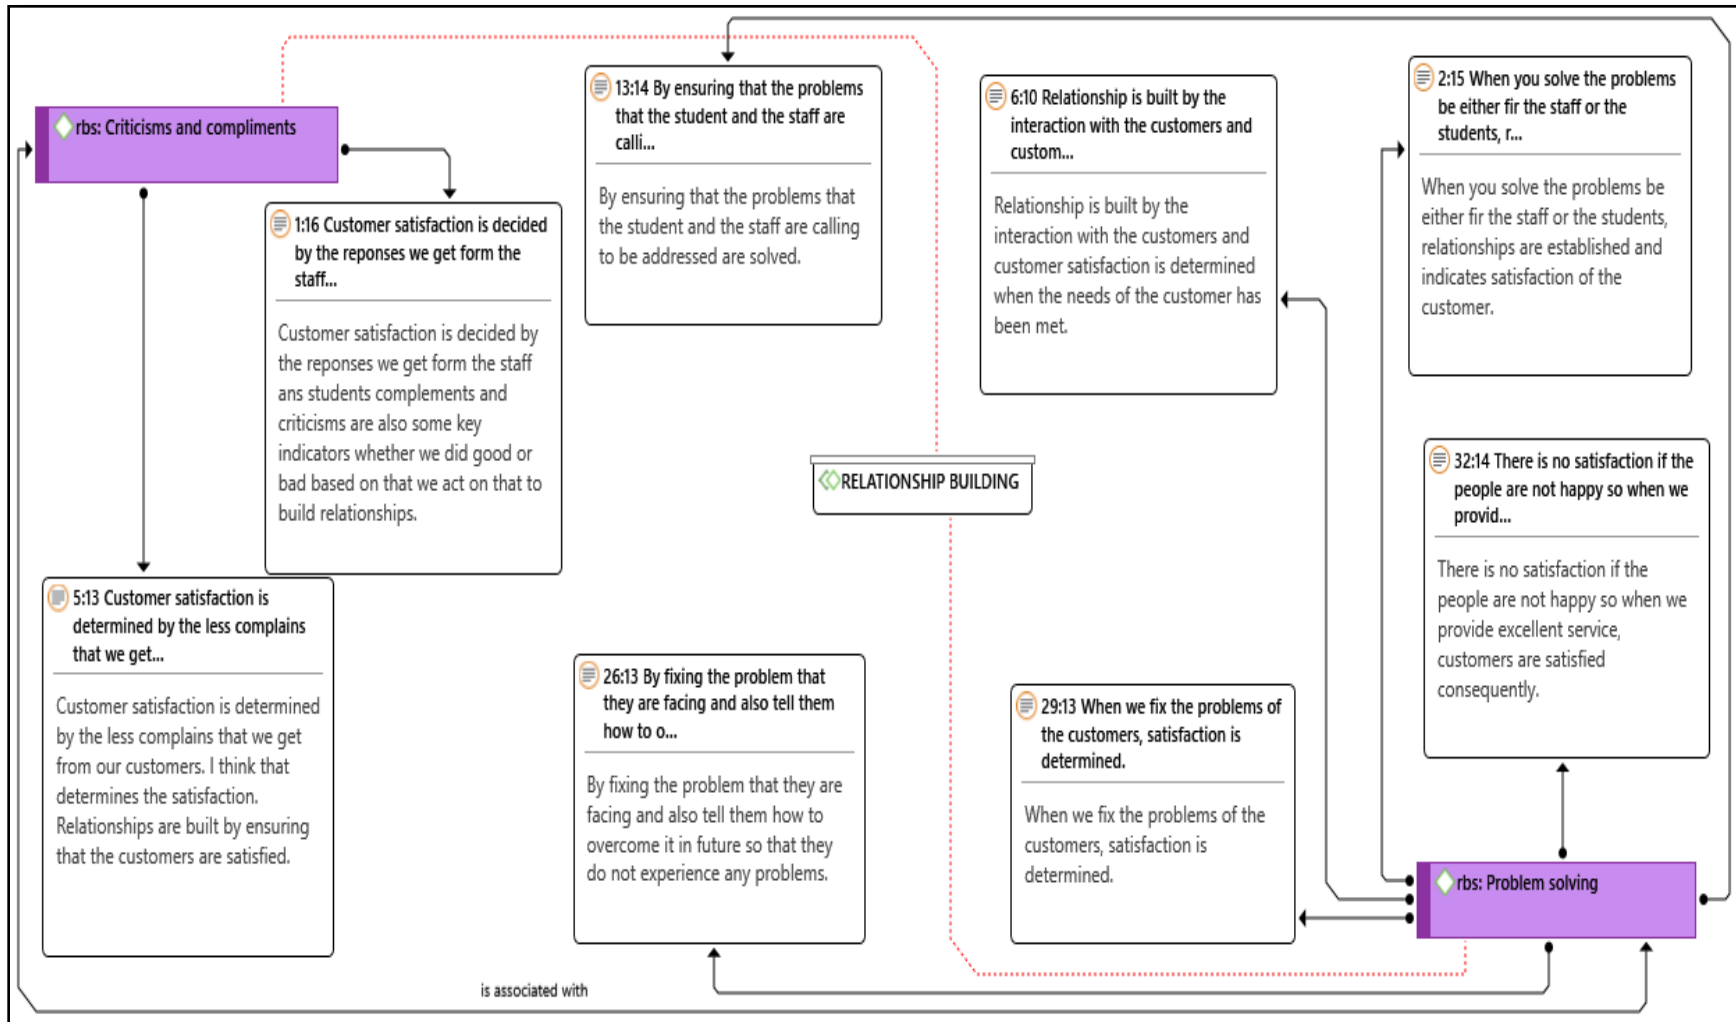 rbs: Criticisms and compliments
1:16 Customer satisfaction is decided
by the reponses we get form the
staff...
Customer satisfaction is decided by
the reponses we get form the staff
ans students complements and
criticisms are also some key
indicators whether we did good or
bad based on that we act on that to
build relationships.
5:13 Customer satisfaction is
determined by the less complains
that we get...
Customer satisfaction is determined
by the less complains that we get
from our customers. I think that
determines the satisfaction.
Relationships are built by ensuring
that the customers are satisfied.
13:14 By ensuring that the problems
that the student and the staff are
calli...
By ensuring that the problems that
the student and the staff are calling
to be addressed are solved.
6:10 Relationship is built by the
interaction with the customers and
custom...
Relationship is built by the
interaction with the customers and
customer satisfaction is determined
when the needs of the customer has
been met.
2:15 When you solve the problems
be either fir the staff or the
students, r...
When you solve the problems be
either fir the staff or the students,
relationships are established and
indicates satisfaction of the
customer.
RELATIONSHIP BUILDING
32:14 There is no satisfaction if the
people are not happy so when we
provid...
There is no satisfaction if the
people are not happy so when we
provide excellent service,
customers are satisfied
consequently.
26:13 By fixing the problem that
they are facing and also tell them
how to o...
By fixing the problem that they are
facing and also tell them how to
overcome it in future so that they
do not experience any problems.
29:13 When we fix the problems of
the customers, satisfaction is
determined.
When we fix the problems of the
customers, satisfaction is
determined.
rbs: Problem solving
is associated with